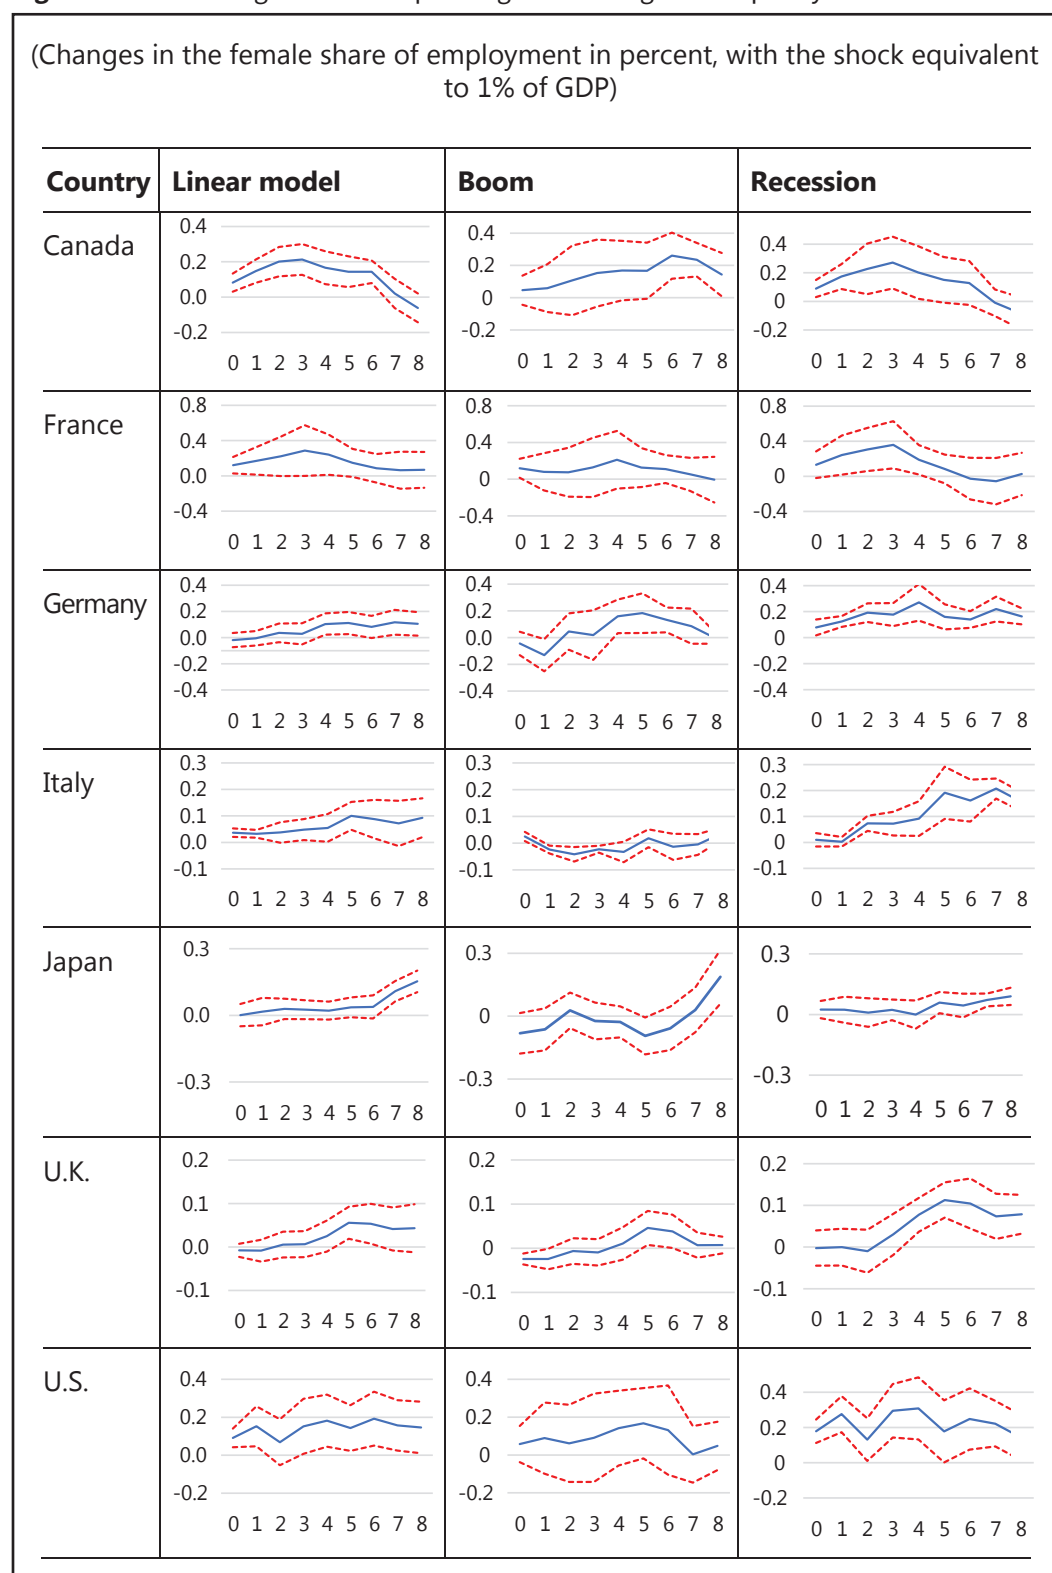 (Changes in the female share of employment in percent, with the shock equivalent
to 1% of GDP)
Country Linear model Boom Recession
Canada
0.4
0.2
0.0
-0.2
0 1 2 3 4 5 6 7 8
0.4
0.2
0
-0.2
0 1 2 3 4 5 6 7 8
0.4
0.2
0
-0.2
0 1 2 3 4 5 6 7 8
France
0.8
0.4
0.0
-0.4
0 1 2 3 4 5 6 7 8
0.8
0.4
0
-0.4
0 1 2 3 4 5 6 7 8
0.8
0.4
0
-0.4
0 1 2 3 4 5 6 7 8
Germany
0.4
0.2
0.0
-0.2
-0.4
0 1 2 3 4 5 6 7 8
0.4
0.2
0.0
-0.2
-0.4
0 1 2 3 4 5 6 7 8
0.4
0.2
0.0
-0.2
-0.4
0 1 2 3 4 5 6 7 8
Italy
0.3
0.2
0.1
0.0
-0.1
0 1 2 3 4 5 6 7 8
0.3
0.2
0.1
0.0
-0.1
0 1 2 3 4 5 6 7 8
0.3
0.2
0.1
0
-0.1
0 1 2 3 4 5 6 7 8
Japan
0.3
0.0
-0.3
0 1 2 3 4 5 6 7 8
0.3
0
-0.3
0 1 2 3 4 5 6 7 8
0.3
0
-0.3
0 1 2 3 4 5 6 7 8
U.K.
0.2
0.1
0.0
-0.1
0 1 2 3 4 5 6 7 8
0.2
0.1
0
-0.1
0 1 2 3 4 5 6 7 8
0.2
0.1
0
-0.1
0 1 2 3 4 5 6 7 8
U.S.
0.4
0.2
0.0
-0.2
0 1 2 3 4 5 6 7 8
0.4
0.2
0
-0.2
0 1 2 3 4 5 6 7 8
0.4
0.2
0
-0.2
0 1 2 3 4 5 6 7 8